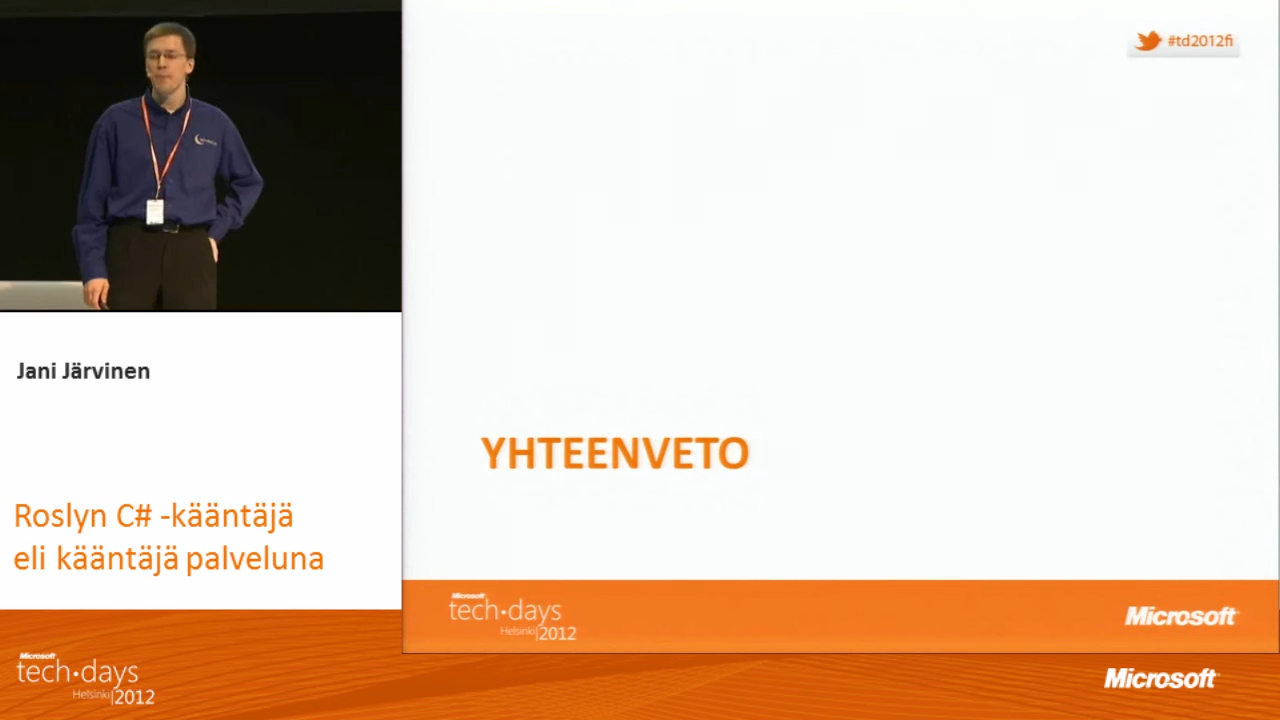 #td2012fi
Jani Järvinen
YHTEENVETO
Roslyn C# -kääntäjä
eli kääntäjä palveluna
Microsoft
tech·days
Helsinki|2012
Microsoft
Microsoft
tech·days
Helsinki|2012
Microsoft